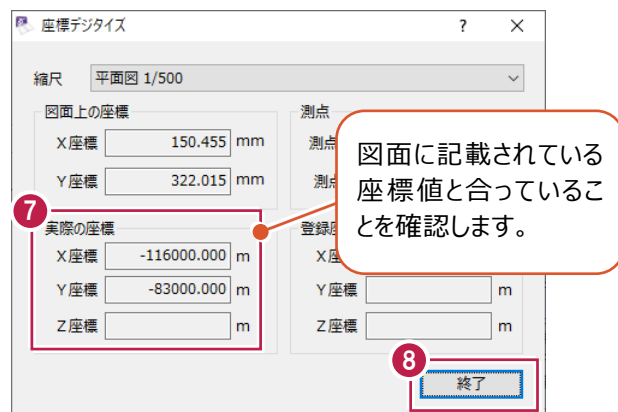 座標デジタイズ ? ×
縮尺 平面図 1/500
図面上の座標
X座標 150.455 mm
Y座標 322.015 mm
測点
測点
測点
図面に記載されている
座標値と合っているこ
とを確認します。
7
実際の座標
X座標 -116000.000 m
Y座標 -83000.000 m
Z座標 m
登録
X座
Y座標 m
Z座標 m
8
終了